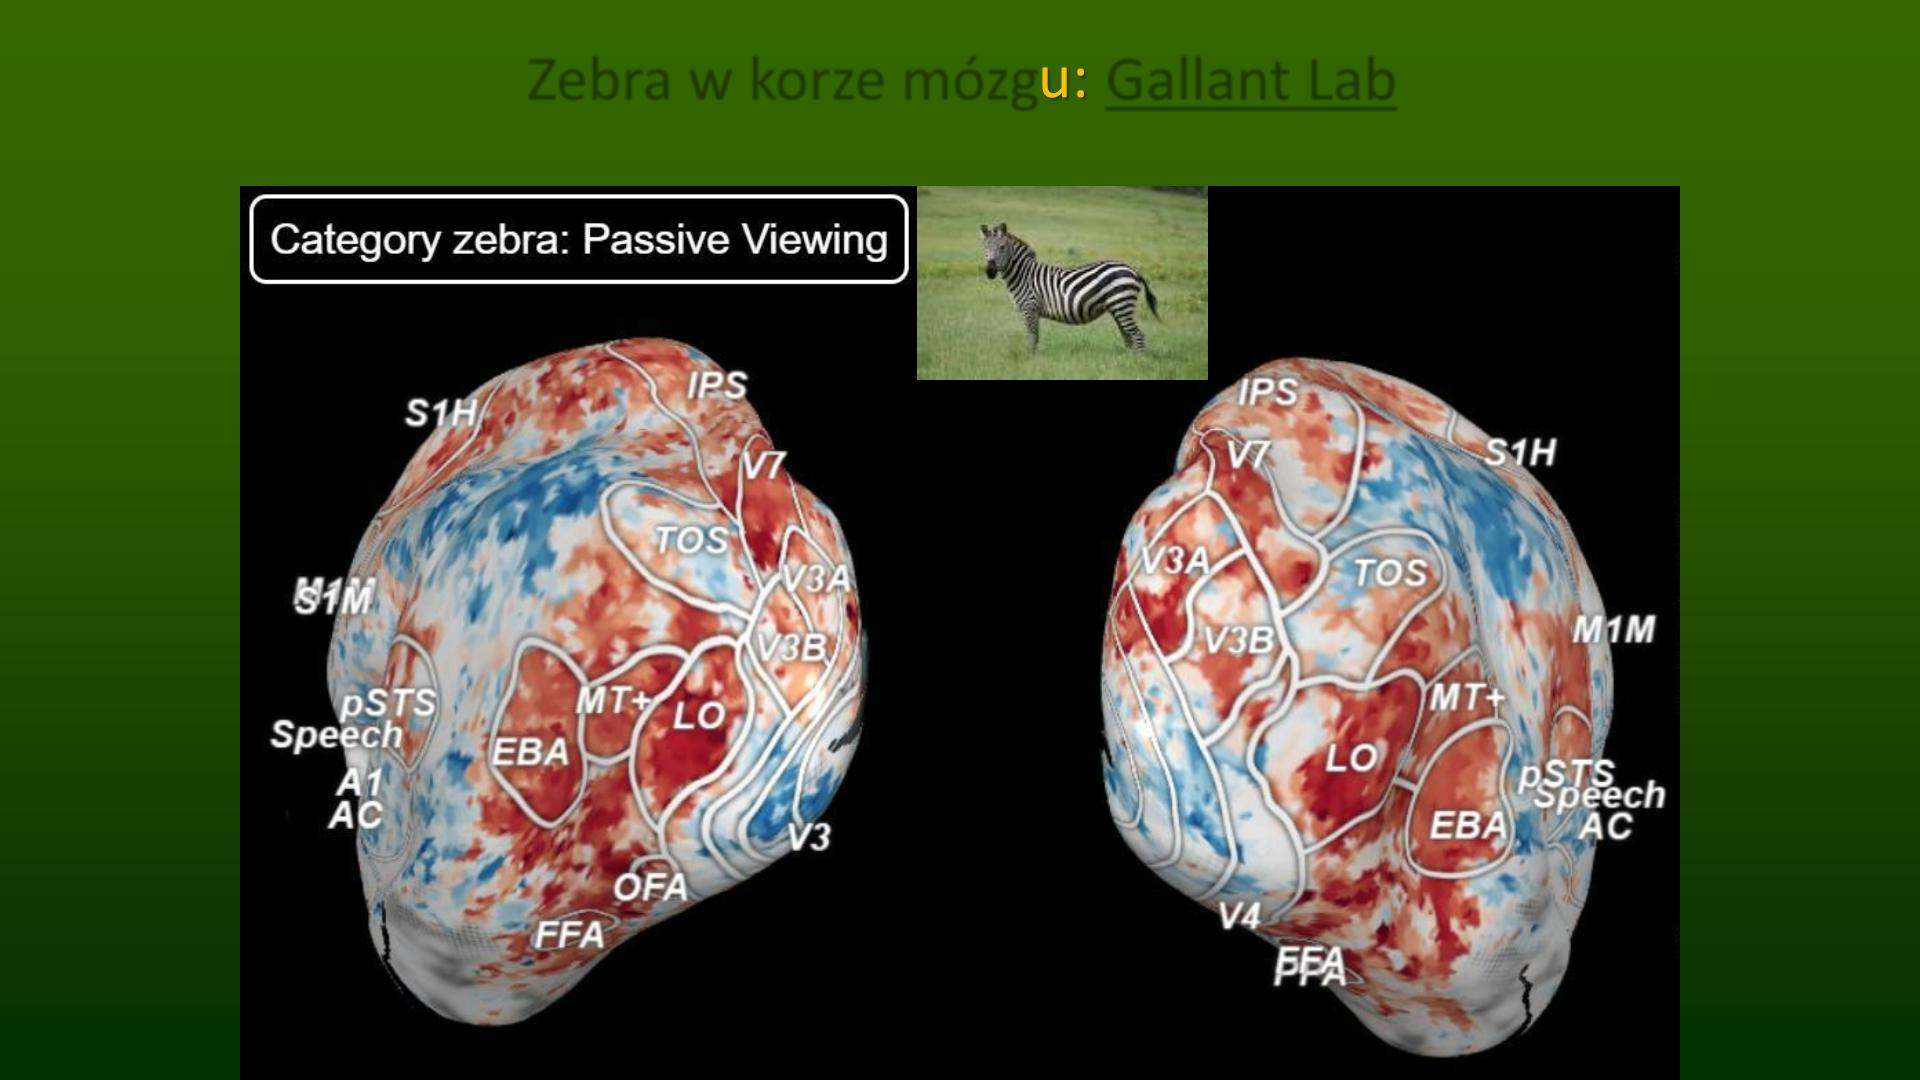 Zebra w korze mózgu: Gallant Lab
Category zebra: Passive Viewing
IPS
S1H
V7
TOS
V3A
S1M
V3B
pSTS
MT+
LO
Speech
EBA
A1
AC
V3
OFA
FFA
IPS
S1H
V7
V3A
TOS
M1M
V3B
MT+
LO
pSTS
Speech
EBA
AC
V4
FFA